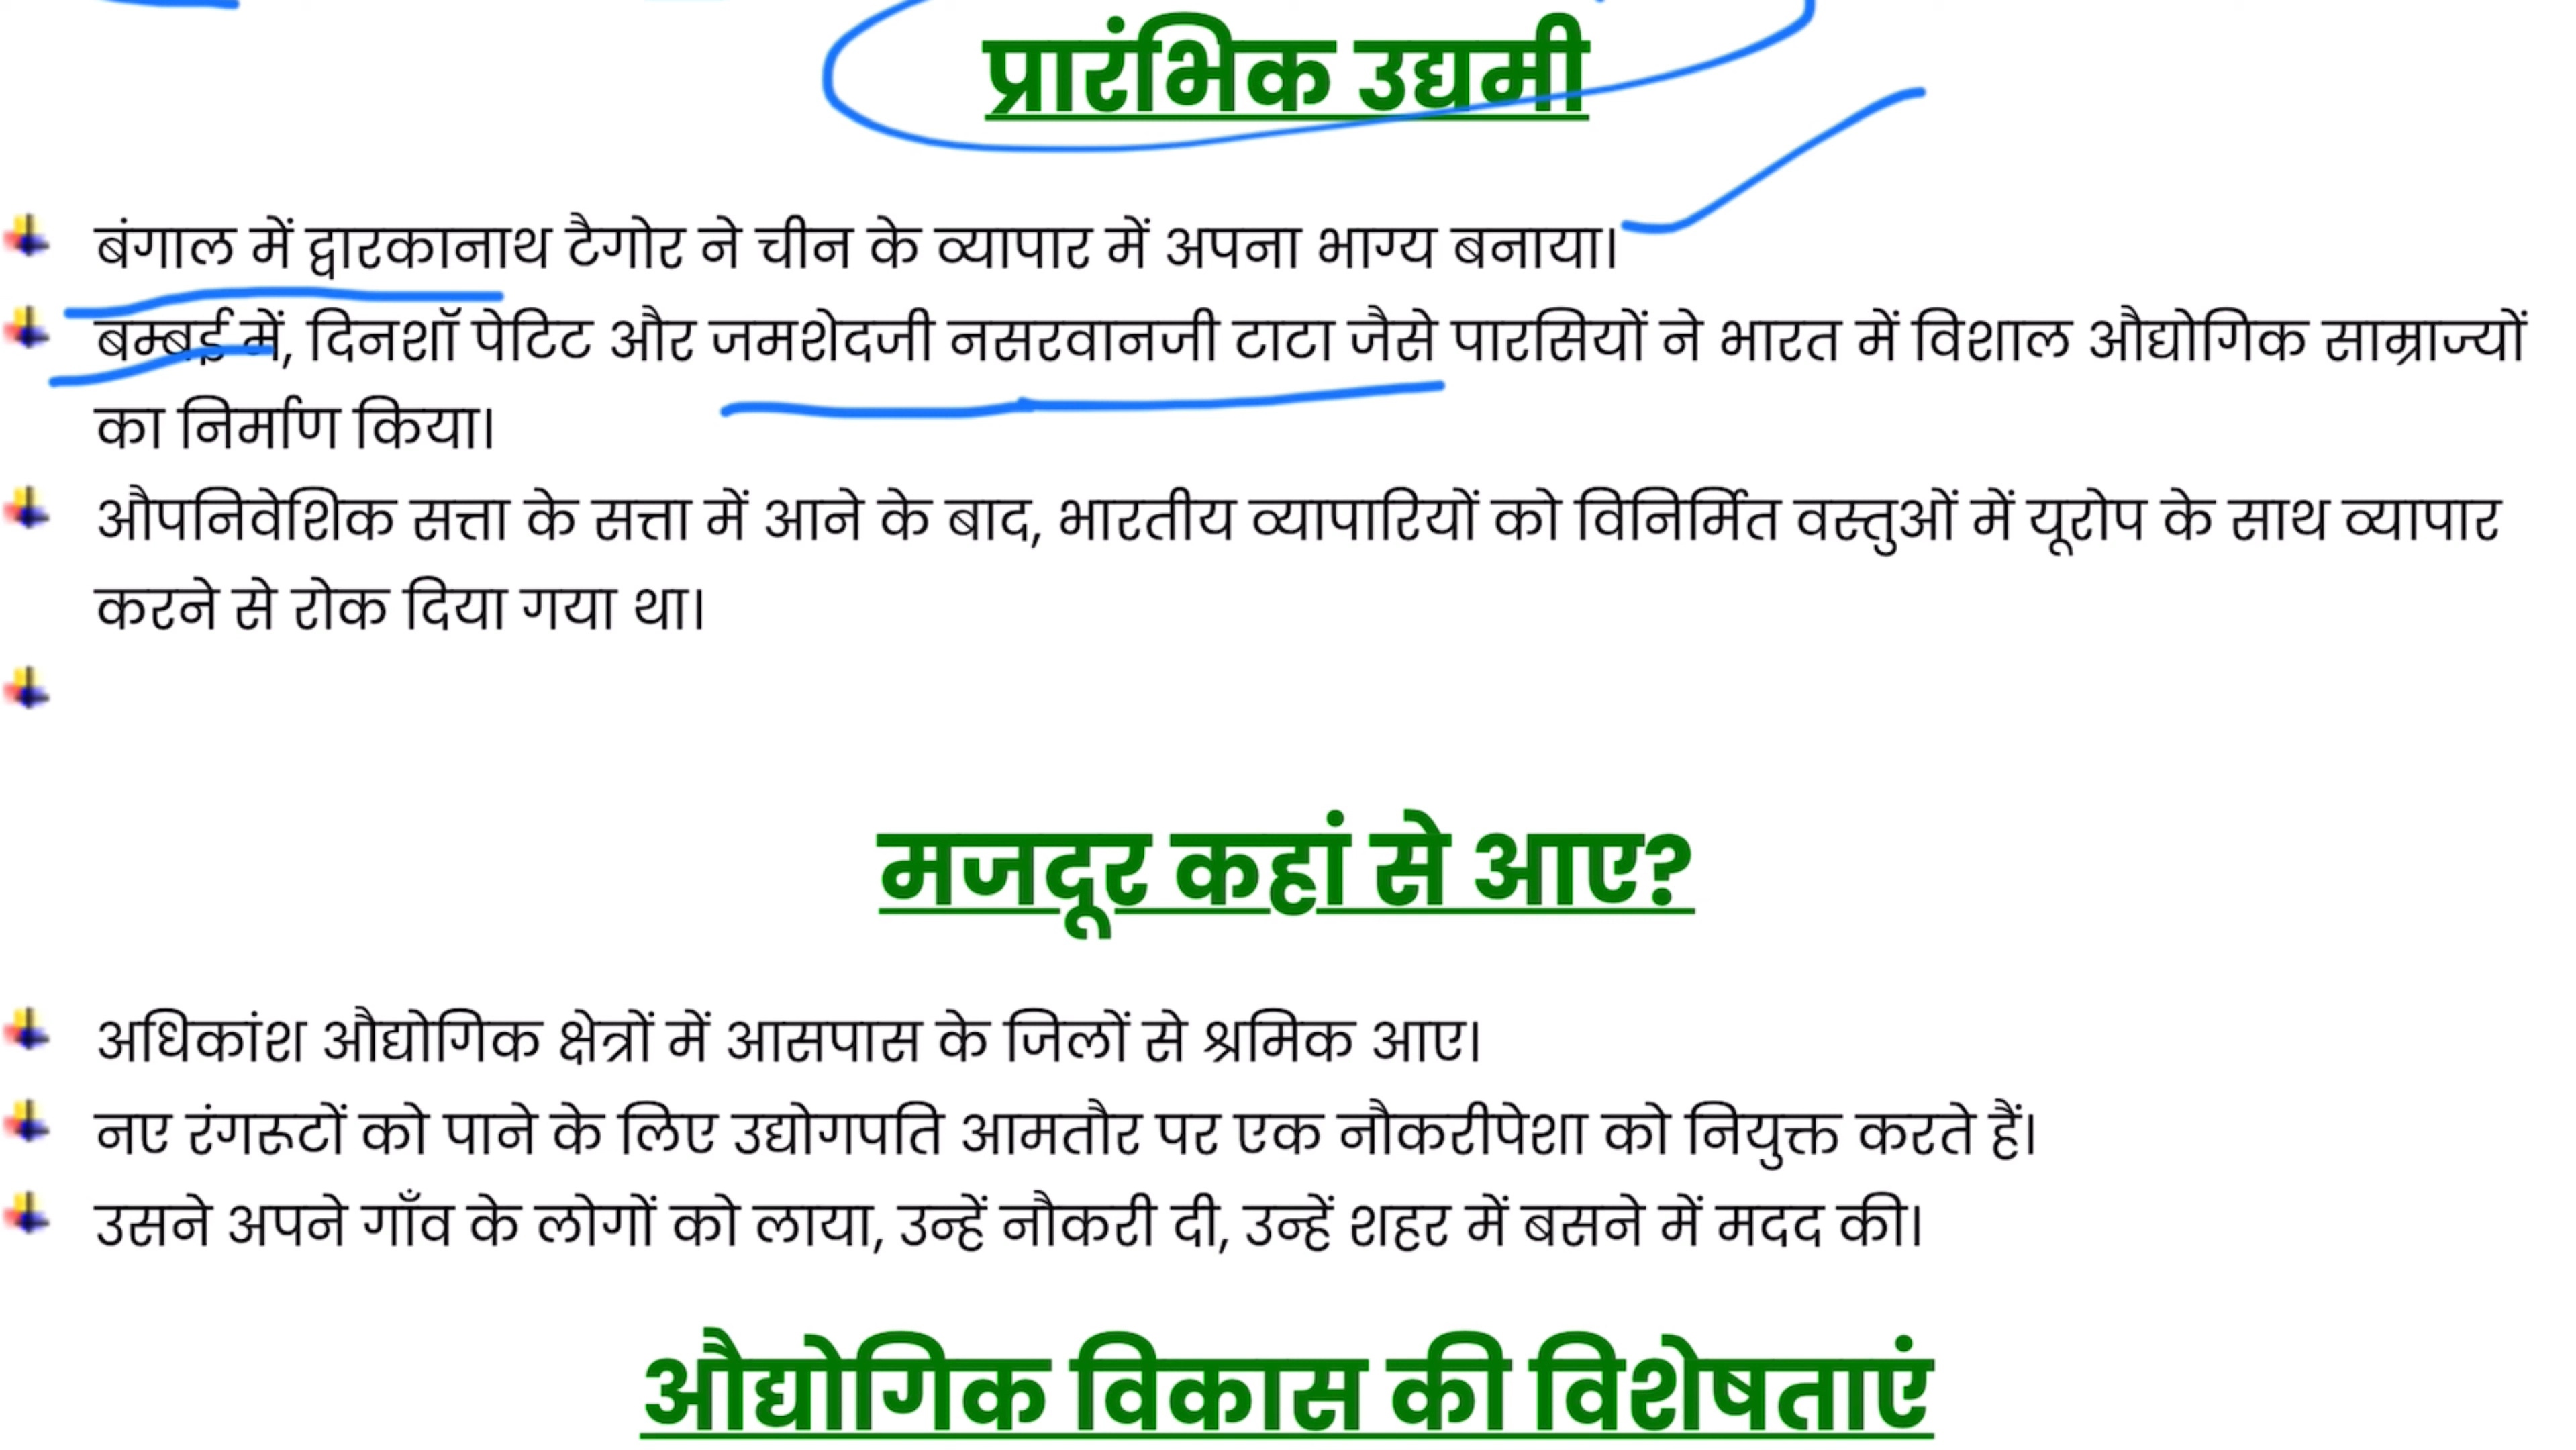 प्रारंभिक उद्यमी
बंगाल में द्वारकानाथ टैगोर ने चीन के व्यापार में अपना भाग्य बनाया।
बम्बई में, दिनशॉ पेटिट और जमशेदजी नसरवानजी टाटा जैसे पारसियों ने भारत में विशाल औद्योगिक साम्राज्यों
का निर्माण किया।
औपनिवेशिक सत्ता के सत्ता में आने के बाद, भारतीय व्यापारियों को विनिर्मित वस्तुओं में यूरोप के साथ व्यापार
करने से रोक दिया गया था।
मजदूर कहां से आए?
अधिकांश औद्योगिक क्षेत्रों में आसपास के जिलों से श्रमिक आए।
नए रंगरूटों को पाने के लिए उद्योगपति आमतौर पर एक नौकरीपेशा को नियुक्त करते हैं।
उसने अपने गाँव के लोगों को लाया, उन्हें नौकरी दी, उन्हें शहर में बसने में मदद की।
औद्योगिक विकास की विशेषताएं